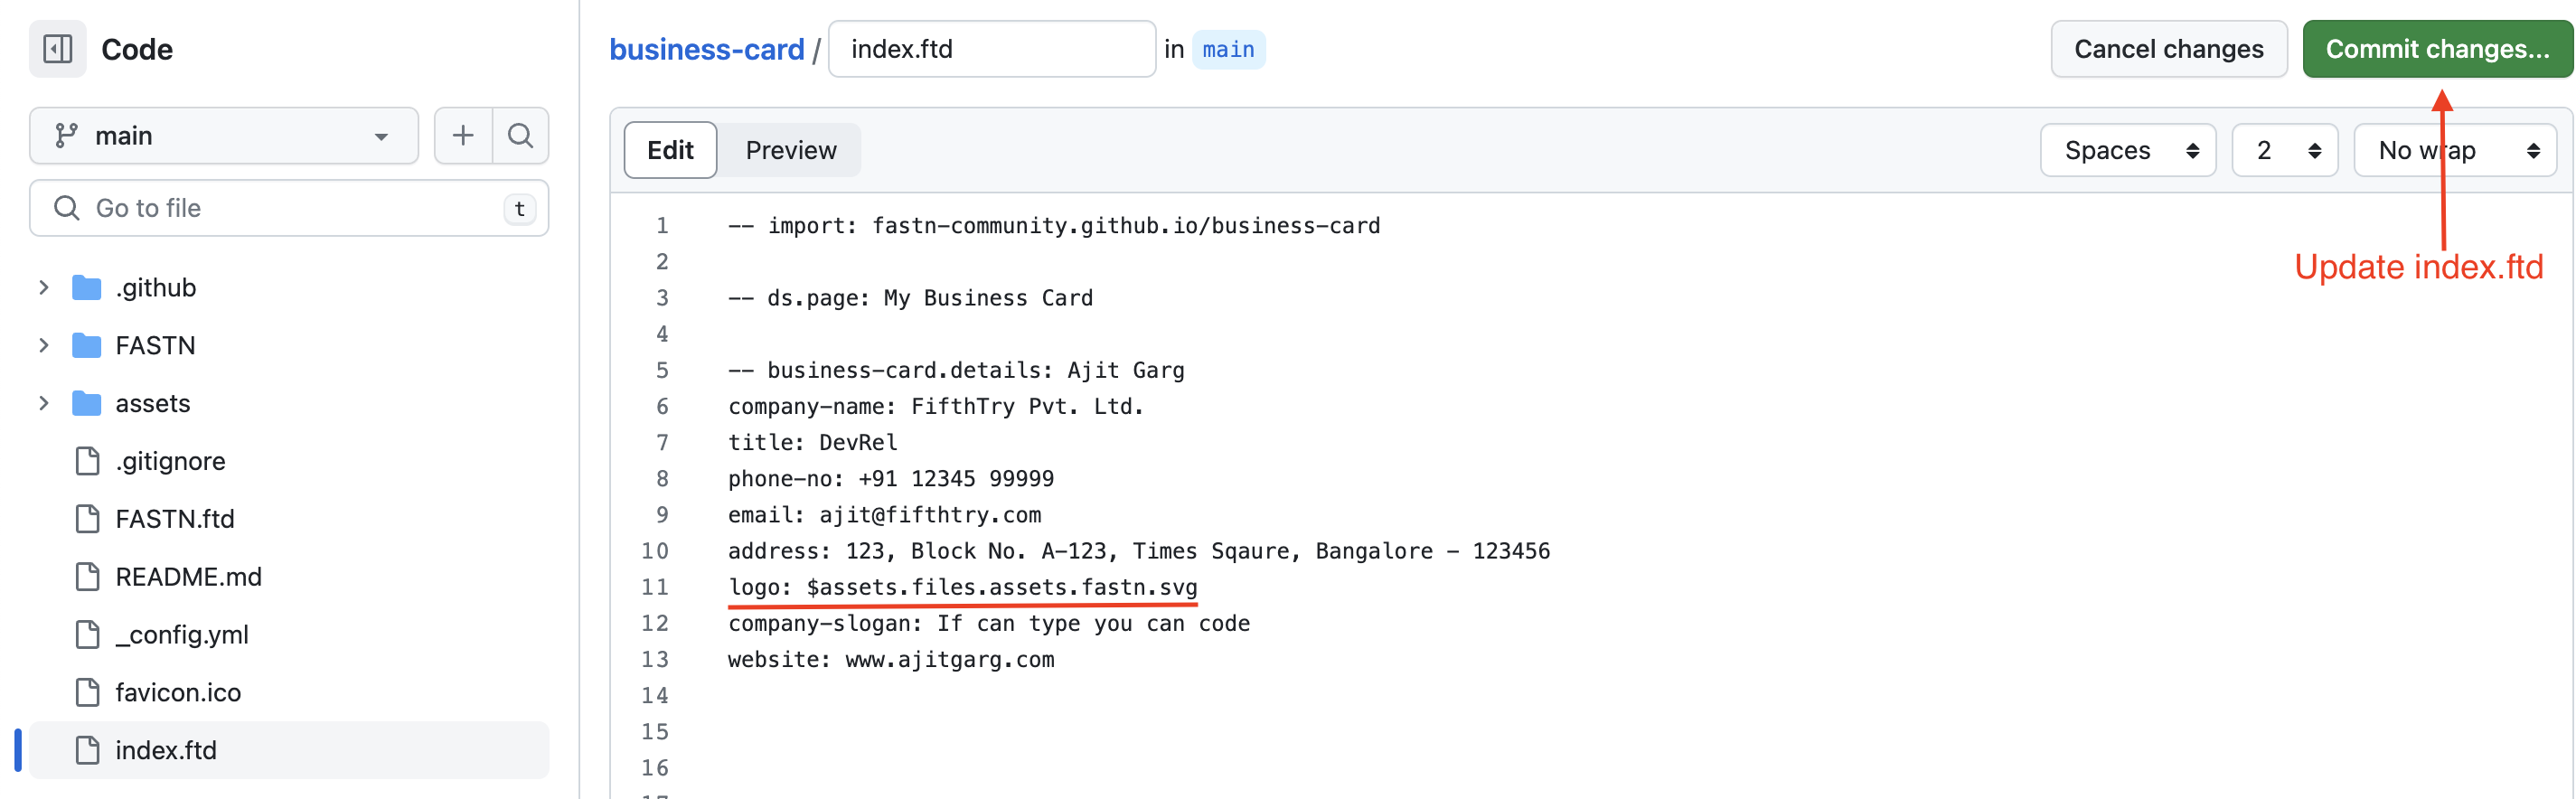 Code
main
Go to file
t
.github
FASTN
assets
.gitignore
FASTN.ftd
README.md
_config.yml
favicon.ico
index.ftd
business-card / index.ftd in main
Cancel changes
Commit changes...
Edit
Preview
Spaces
2
No wrap
Update index.ftd
1 -- import: fastn-community.github.io/business-card
2
3 -- ds.page: My Business Card
4
5 -- business-card.details: Ajit Garg
6 company-name: FifthTry Pvt. Ltd.
7 title: DevRel
8 phone-no: +91 12345 99999
9 email: ajit@fifthtry.com
10 address: 123, Block No. A-123, Times Sqaure, Bangalore - 123456
11 logo: $assets.files.assets.fastn.svg
12 company-slogan: If can type you can code
13 website: www.ajitgarg.com
14
15
16